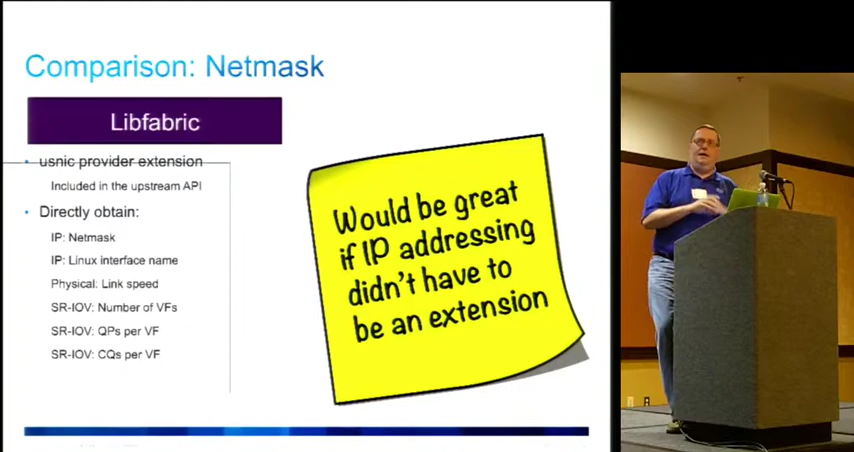 Comparison: Netmask
Libfabric
usnic provider extension
Included in the upstream API
Directly obtain:
IP: Netmask
IP: Linux interface name
Physical: Link speed
SR-IOV: Number of VFs
SR-IOV: QPs per VF
SR-IOV: CQs per VF
Would be great
if IP addressing
didn't have to
be an extension